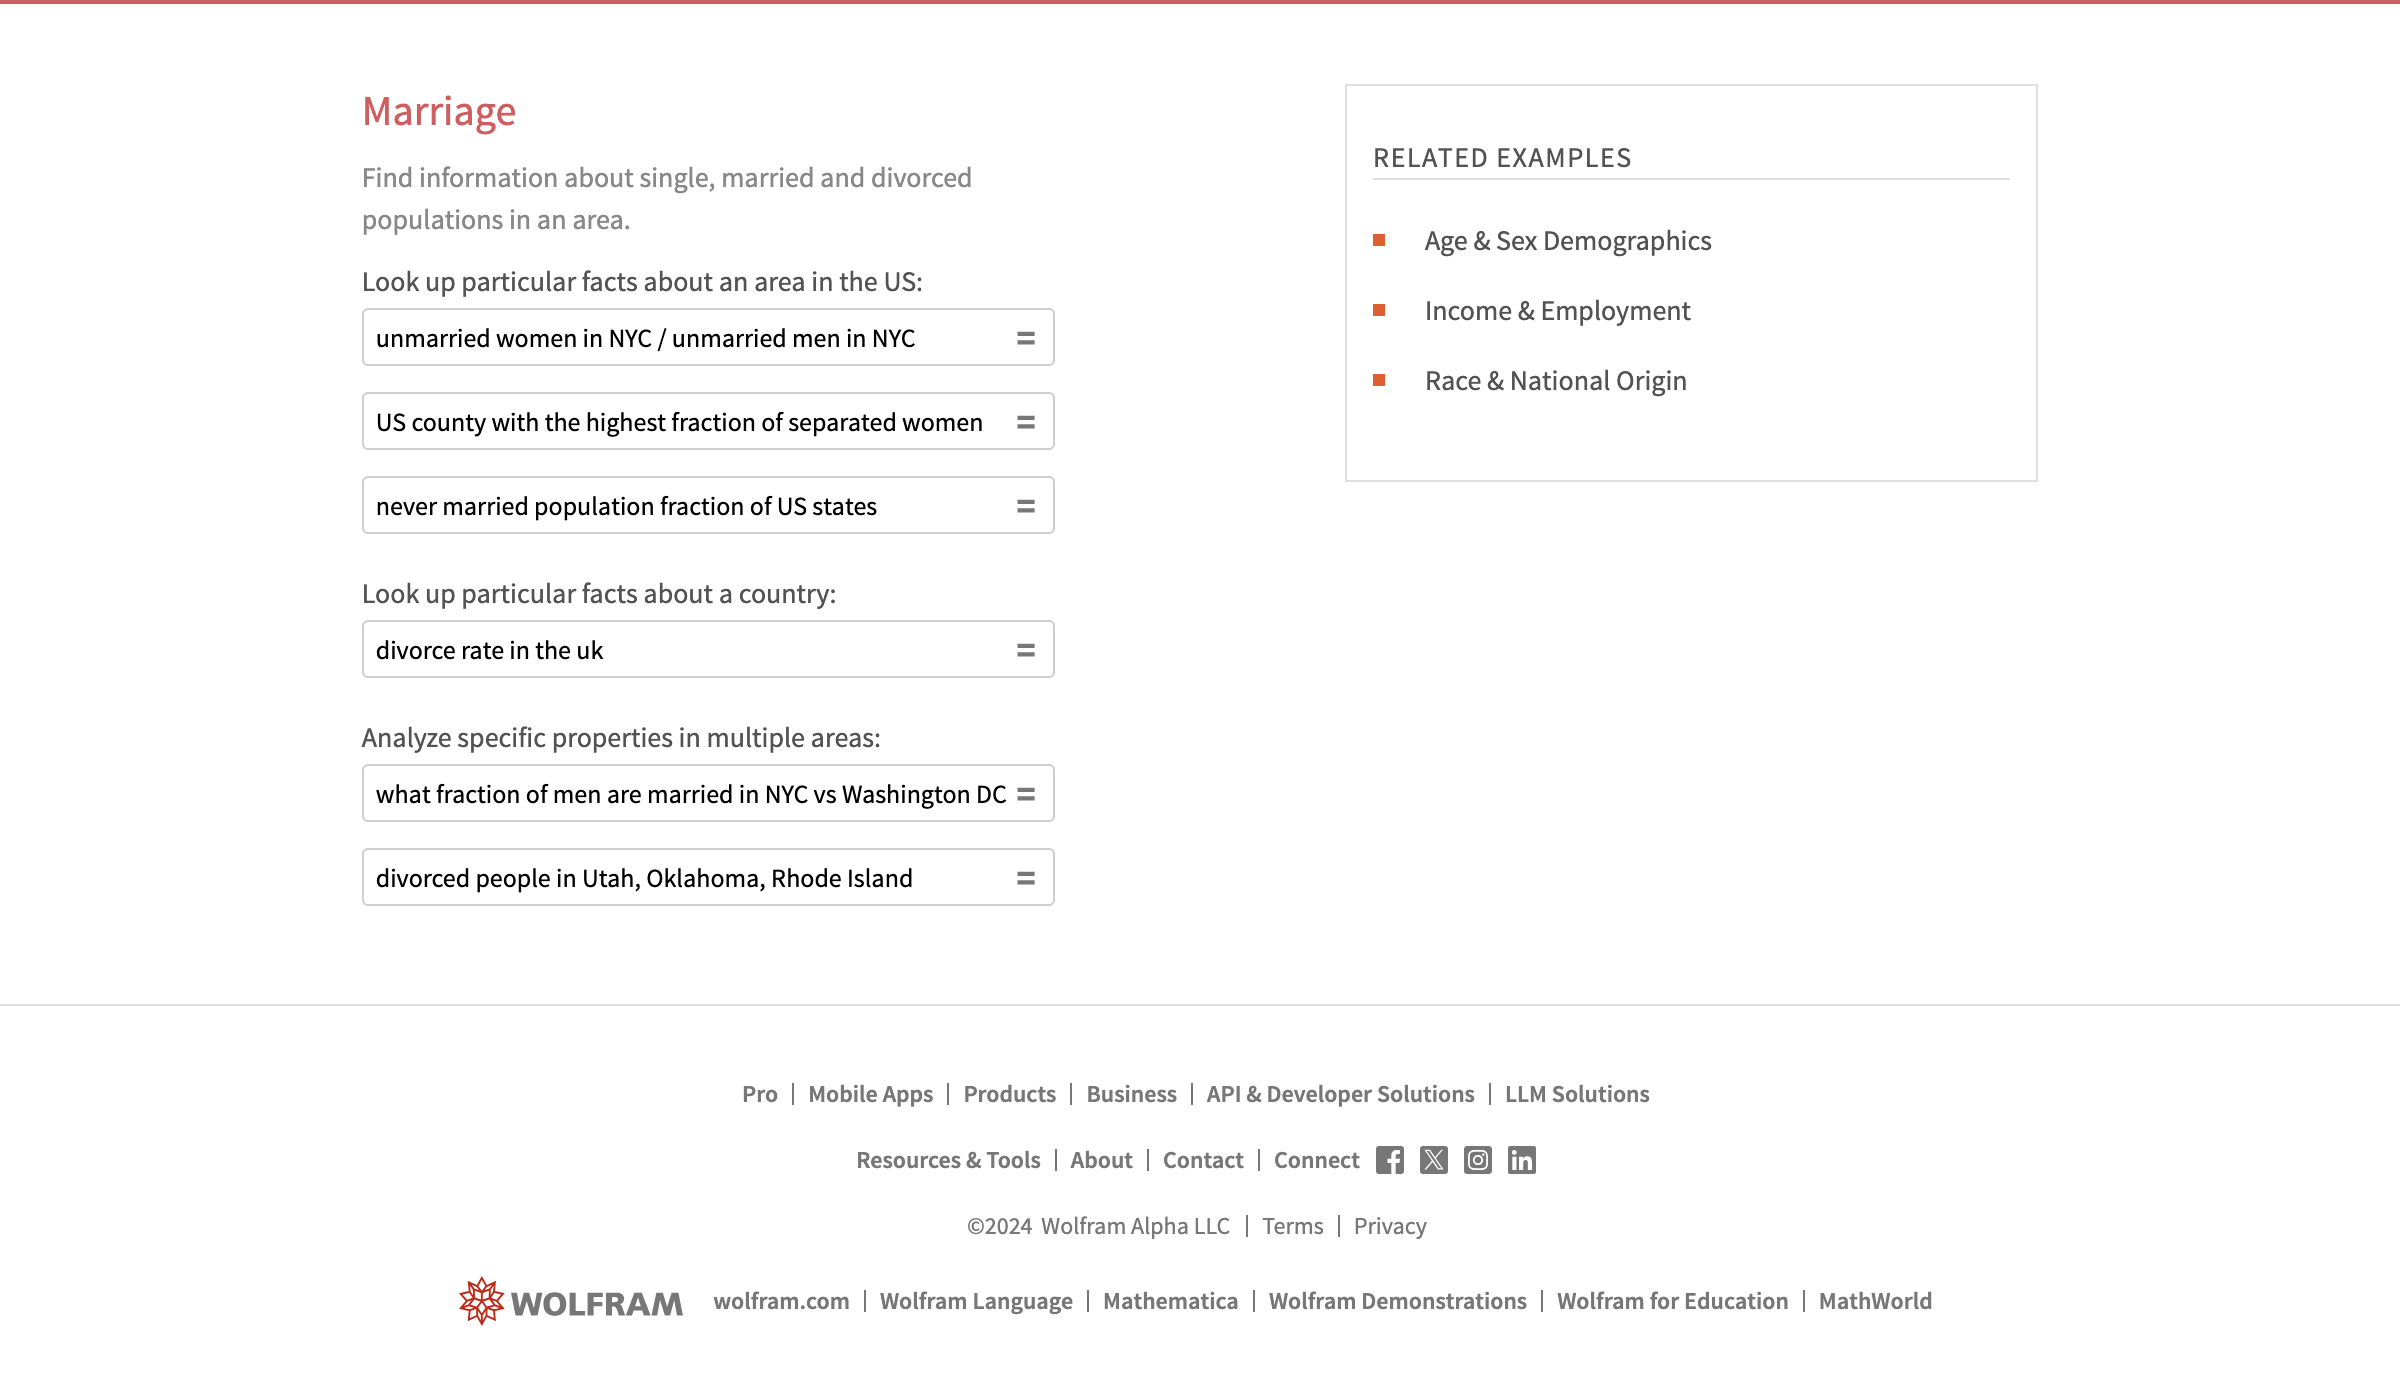 Marriage
Find information about single, married and divorced
populations in an area.
Look up particular facts about an area in the US:
unmarried women in NYC / unmarried men in NYC =
US county with the highest fraction of separated women =
never married population fraction of US states =
Look up particular facts about a country:
divorce rate in the uk =
Analyze specific properties in multiple areas:
what fraction of men are married in NYC vs Washington DC =
divorced people in Utah, Oklahoma, Rhode Island =
RELATED EXAMPLES
Age & Sex Demographics
Income & Employment
Race & National Origin
Pro | Mobile Apps | Products | Business | API & Developer Solutions | LLM Solutions
Resources & Tools | About | Contact | Connect
©2024 Wolfram Alpha LLC | Terms | Privacy
WOLFRAM wolfram.com | Wolfram Language | Mathematica | Wolfram Demonstrations | Wolfram for Education | MathWorld